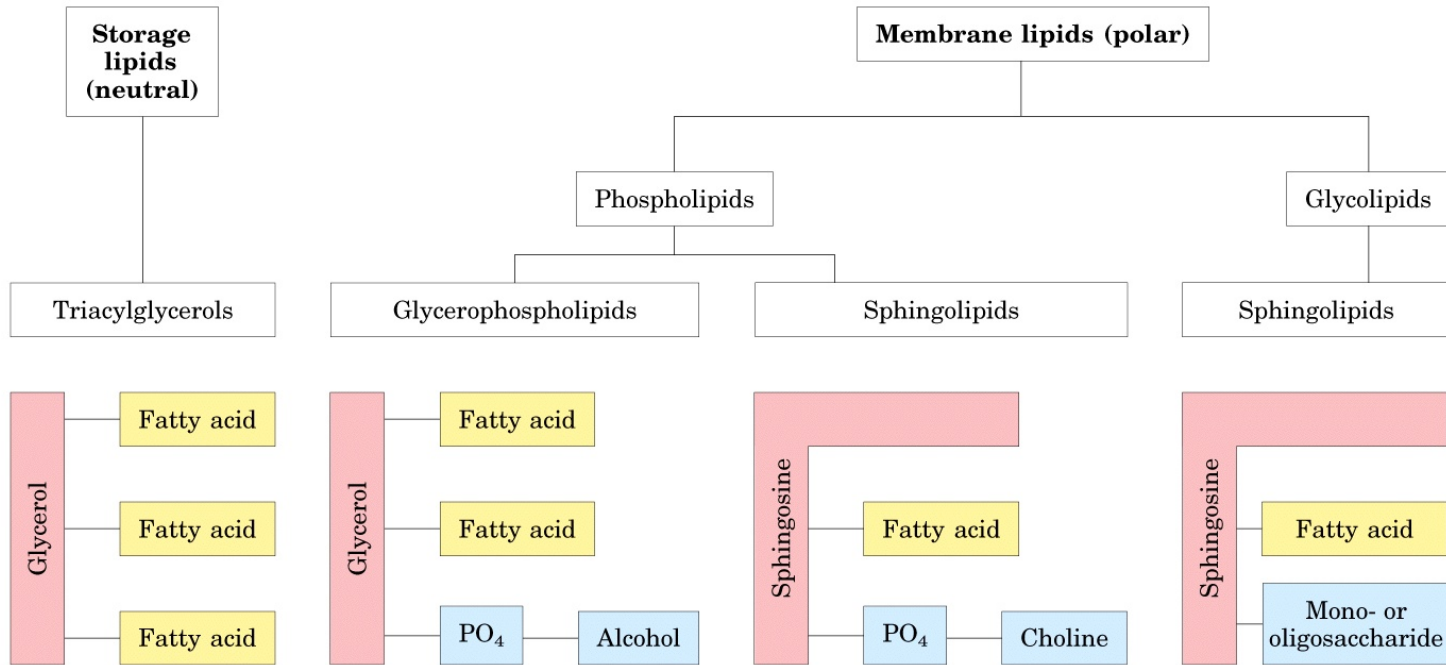 Storage
lipids
(neutral)
Membrane lipids (polar)
Phospholipids
Glycolipids
Triacylglycerols
Glycerophospholipids
Sphingolipids
Sphingolipids
Glycerol
Fatty acid
Fatty acid
Fatty acid
Glycerol
Fatty acid
Fatty acid
PO₄
Alcohol
Sphingosine
Fatty acid
PO₄
Choline
Sphingosine
Fatty acid
Mono- or
oligosaccharide